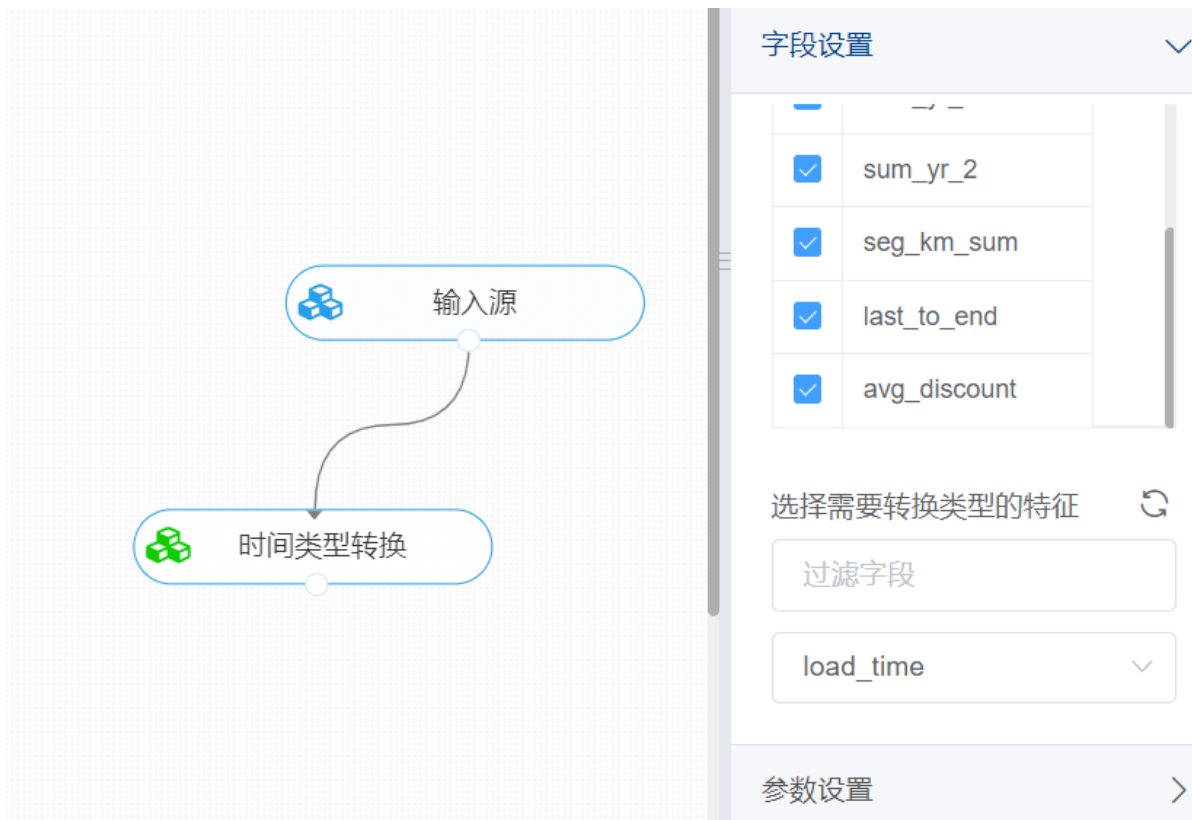 字段设置
sum_yr_2
seg_km_sum
last_to_end
avg_discount
输入源
时间类型转换
选择需要转换类型的特征
过滤字段
load_time
参数设置